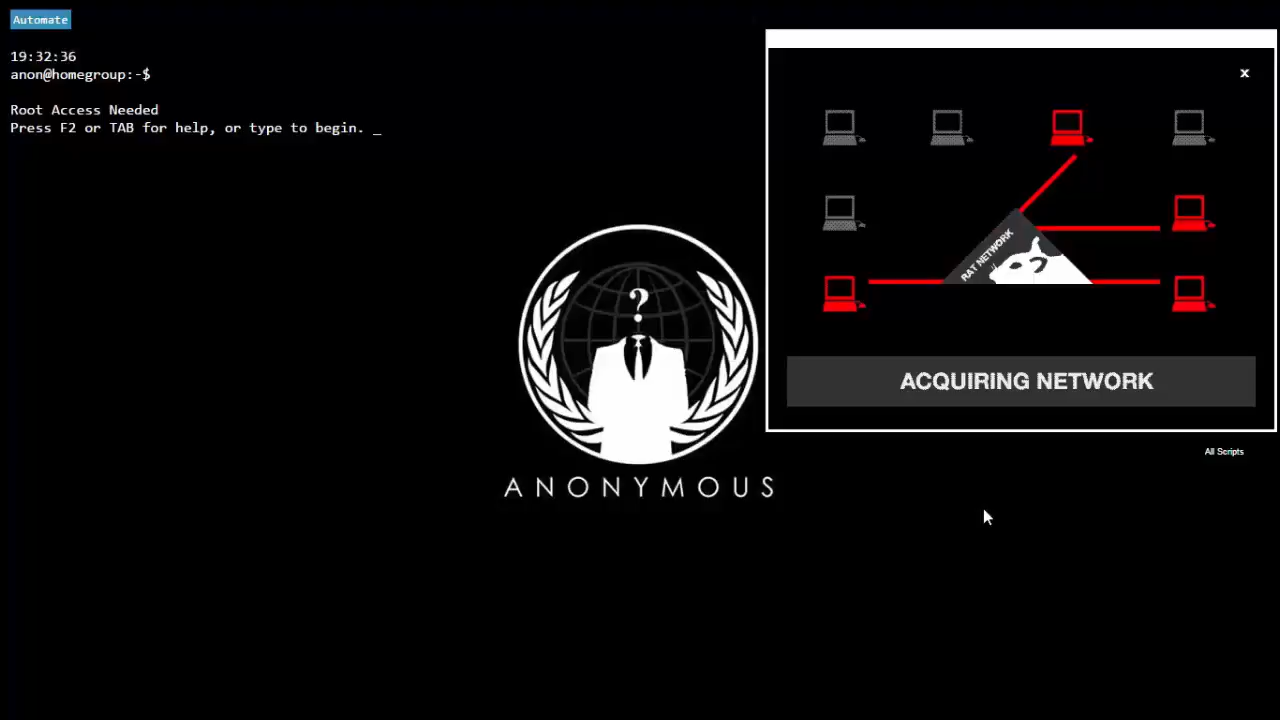 Automate
19:32:36
anon@homegroup:-$
Root Access Needed
Press F2 or TAB for help, or type to begin. _
x
RAT NETWORK
ACQUIRING NETWORK
All Scripts
?
ANONYMOUS